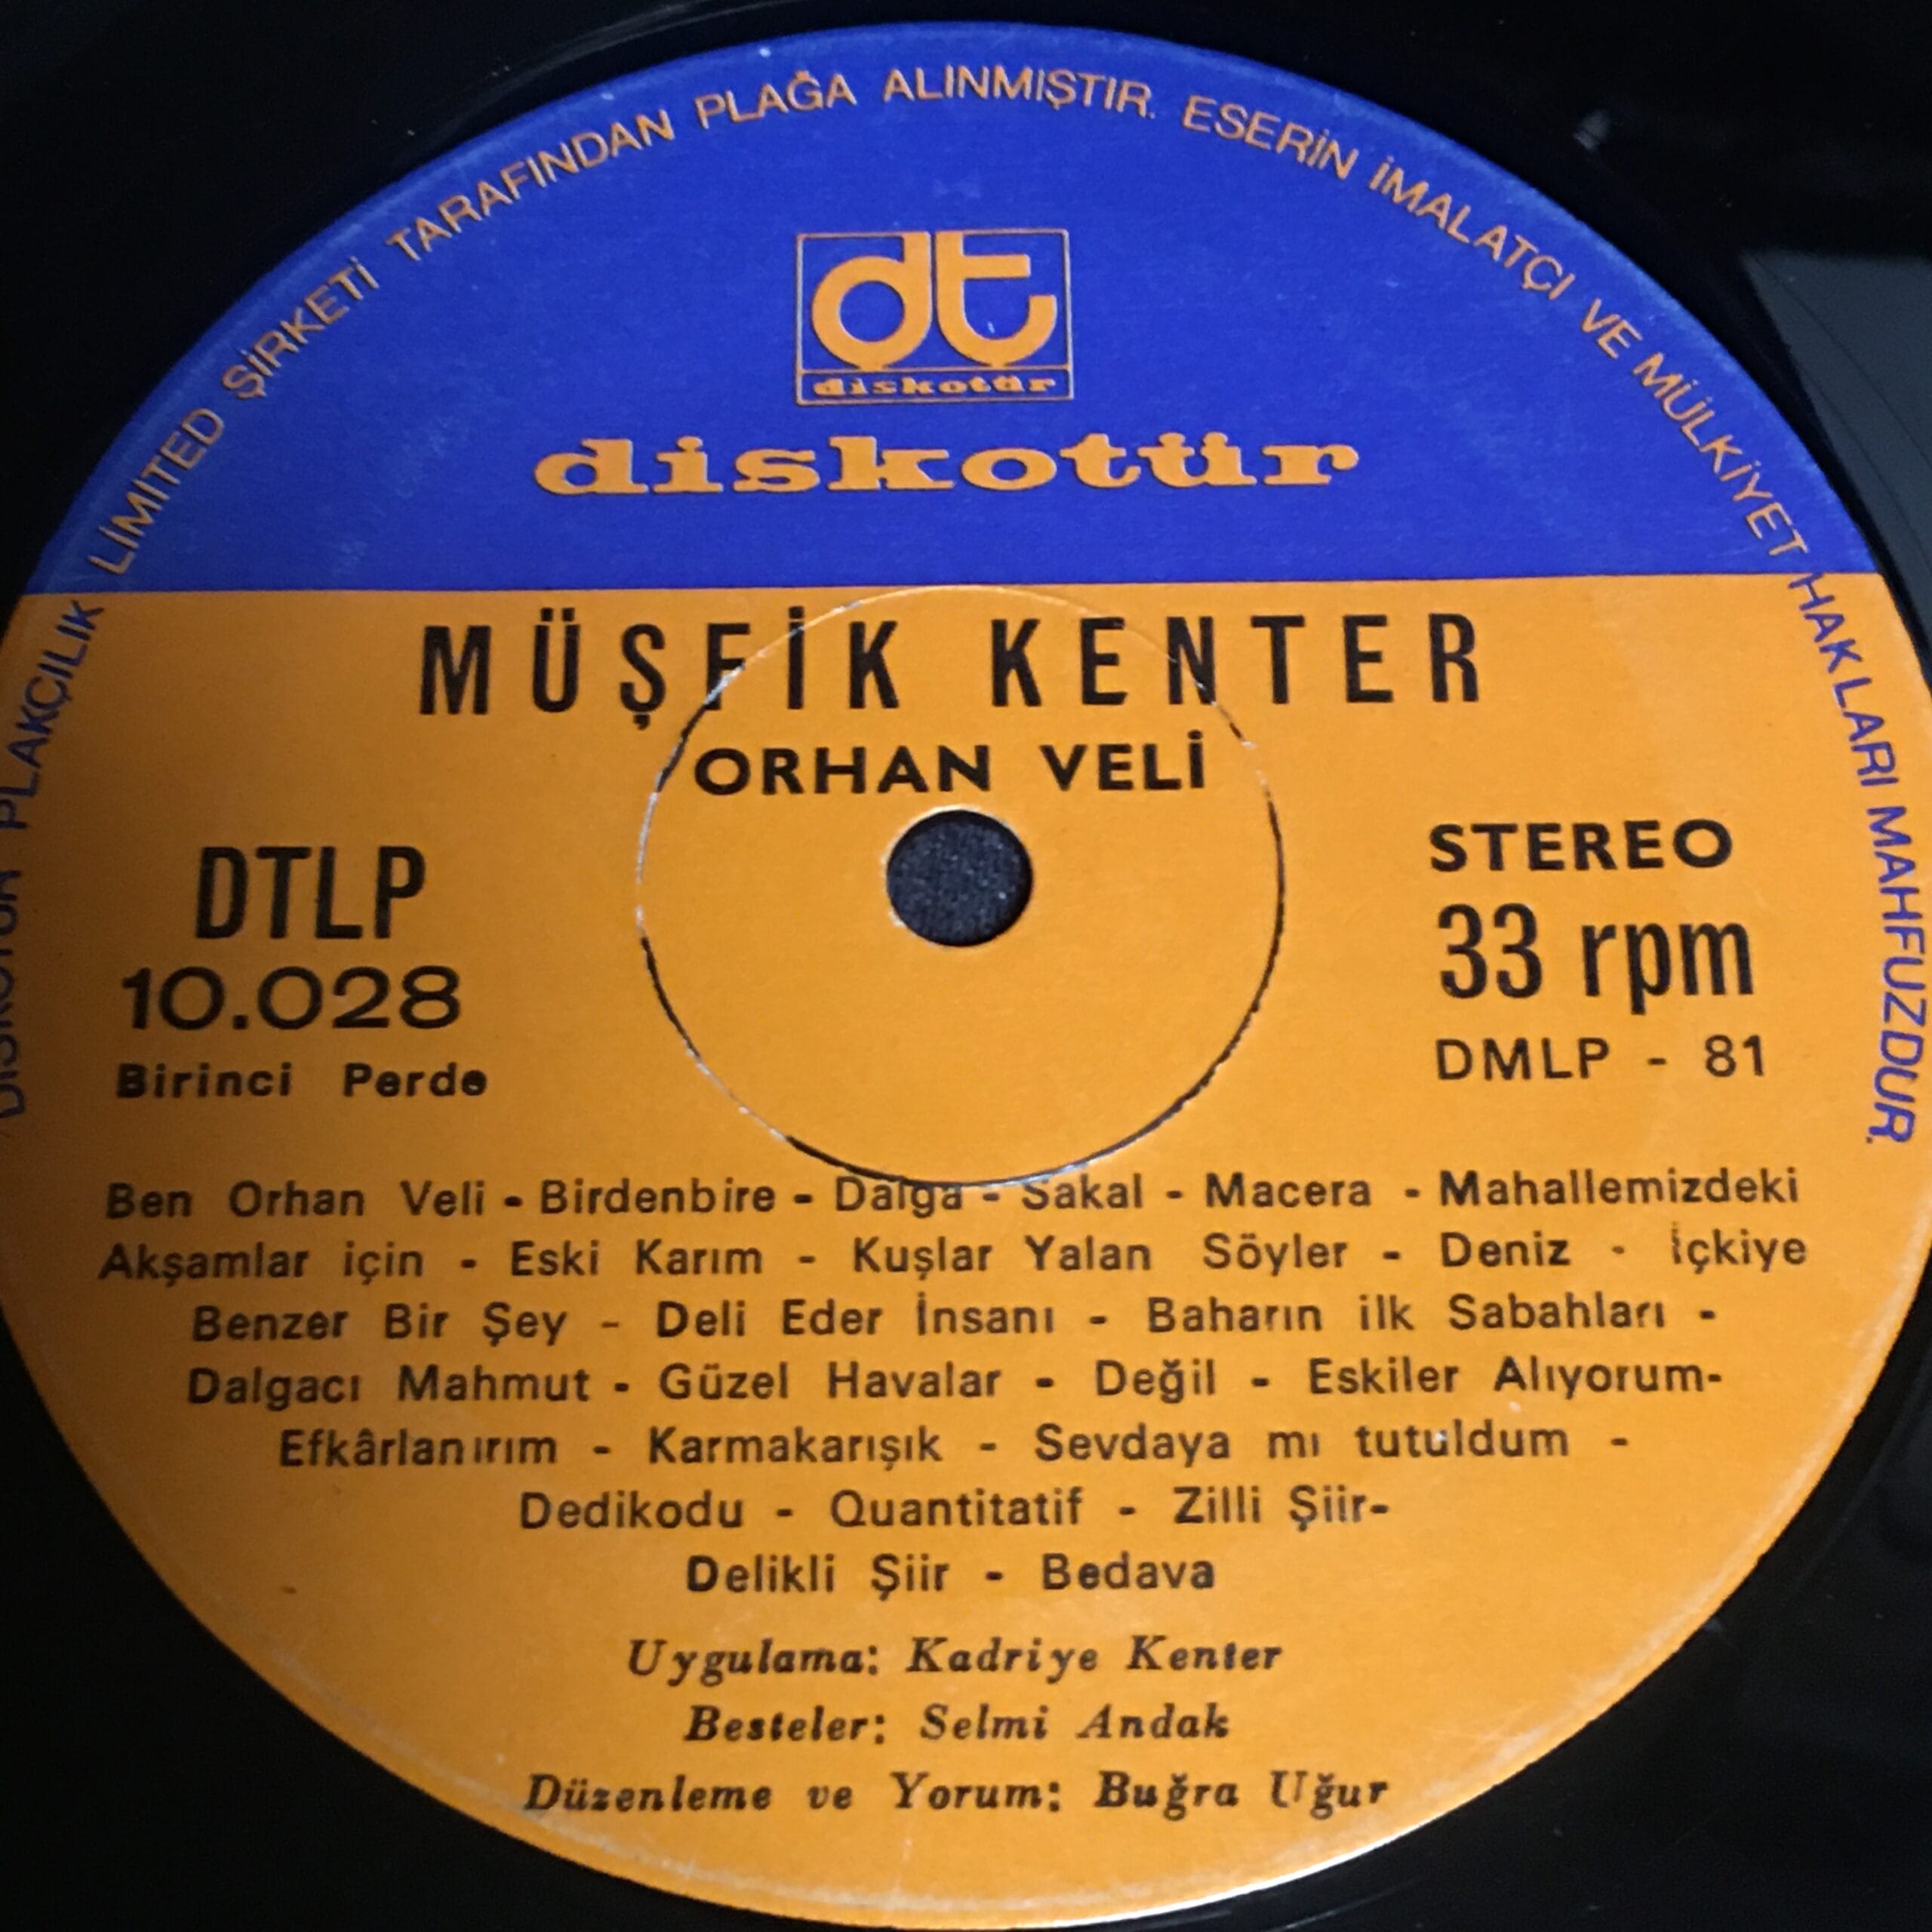 DİSKOTÜR PLAKÇILIK LİMİTED ŞİRKETİ TARAFINDAN PLAĞA ALINMIŞTIR. ESERİN İMALATÇI VE MÜLKİYET HAKLARI MAHFUZDUR.
dt
diskotür
diskotür
MÜŞFİK KENTER
ORHAN VELİ
DTLP
10.028
Birinci Perde
STEREO
33 rpm
DMLP - 81
Ben Orhan Veli - Birdenbire - Dalga - Sakal - Macera - Mahallemizdeki
Akşamlar için - Eski Karım - Kuşlar Yalan Söyler - Deniz - İçkiye
Benzer Bir Şey - Deli Eder İnsanı - Baharın ilk Sabahları -
Dalgacı Mahmut - Güzel Havalar - Değil - Eskiler Alıyorum-
Efkârlanırım - Karmakarışık - Sevdaya mı tutuldum -
Dedikodu - Quantitatif - Zilli Şiir-
Delikli Şiir - Bedava
Uygulama: Kadriye Kenter
Besteler: Selmi Andak
Düzenleme ve Yorum: Buğra Uğur